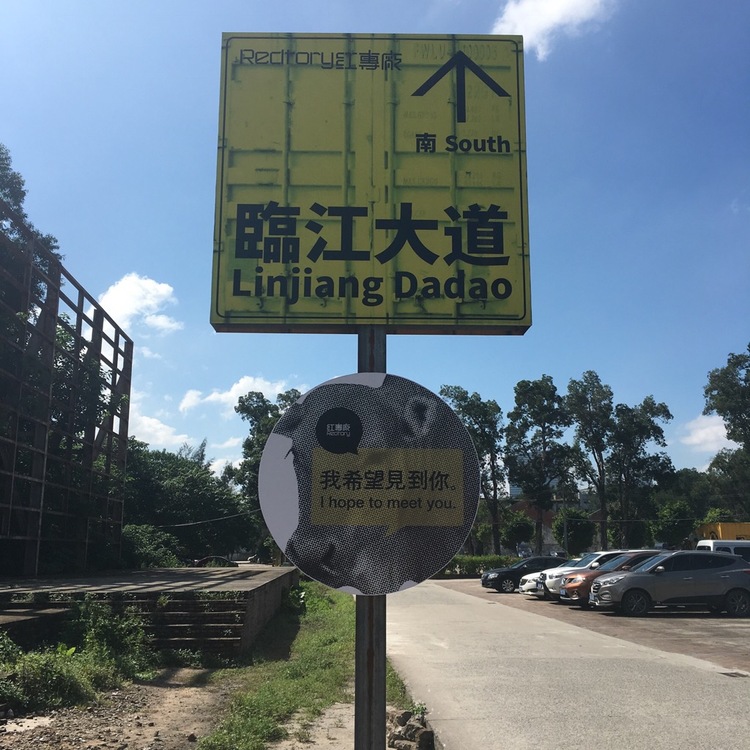 Redtory紅專廠
南 South
臨江大道
Linjiang Dadao
紅專廠
Redtory
我希望見到你。
I hope to meet you.